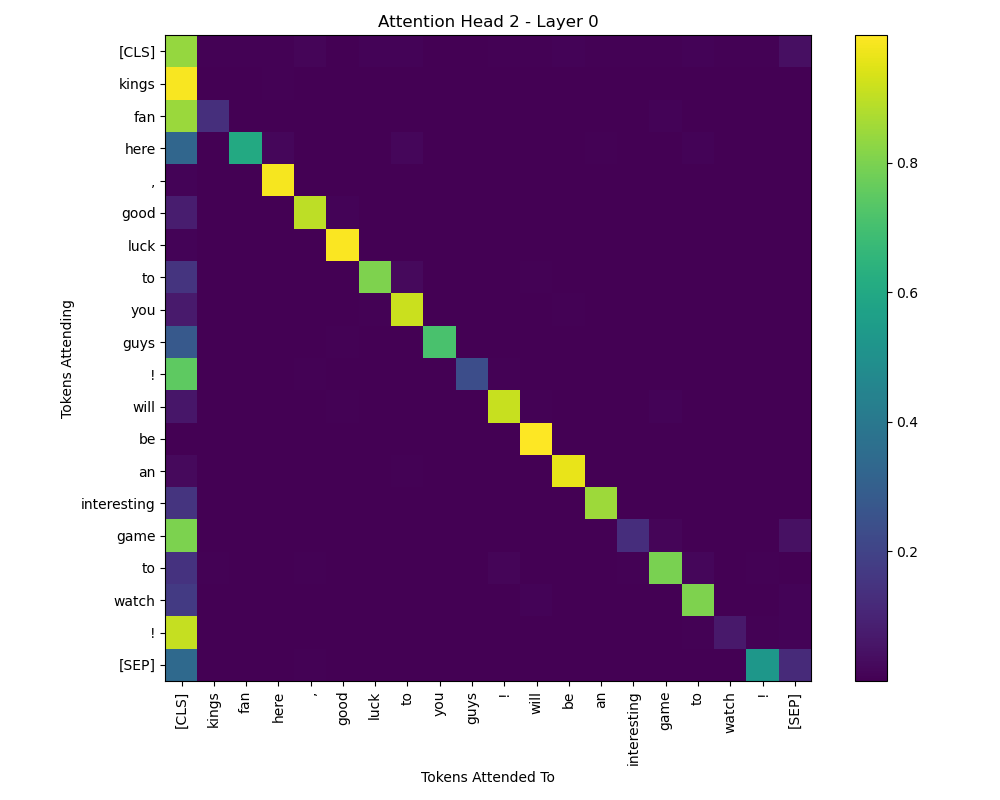 Attention Head 2 - Layer 0
[CLS]
kings
fan
here
,
good
luck
to
you
guys
!
will
be
an
interesting
game
to
watch
!
[SEP]
Tokens Attending
[CLS]
kings
fan
here
,
good
luck
to
you
guys
!
will
be
an
interesting
game
to
watch
!
[SEP]
Tokens Attended To
0.8
0.6
0.4
0.2